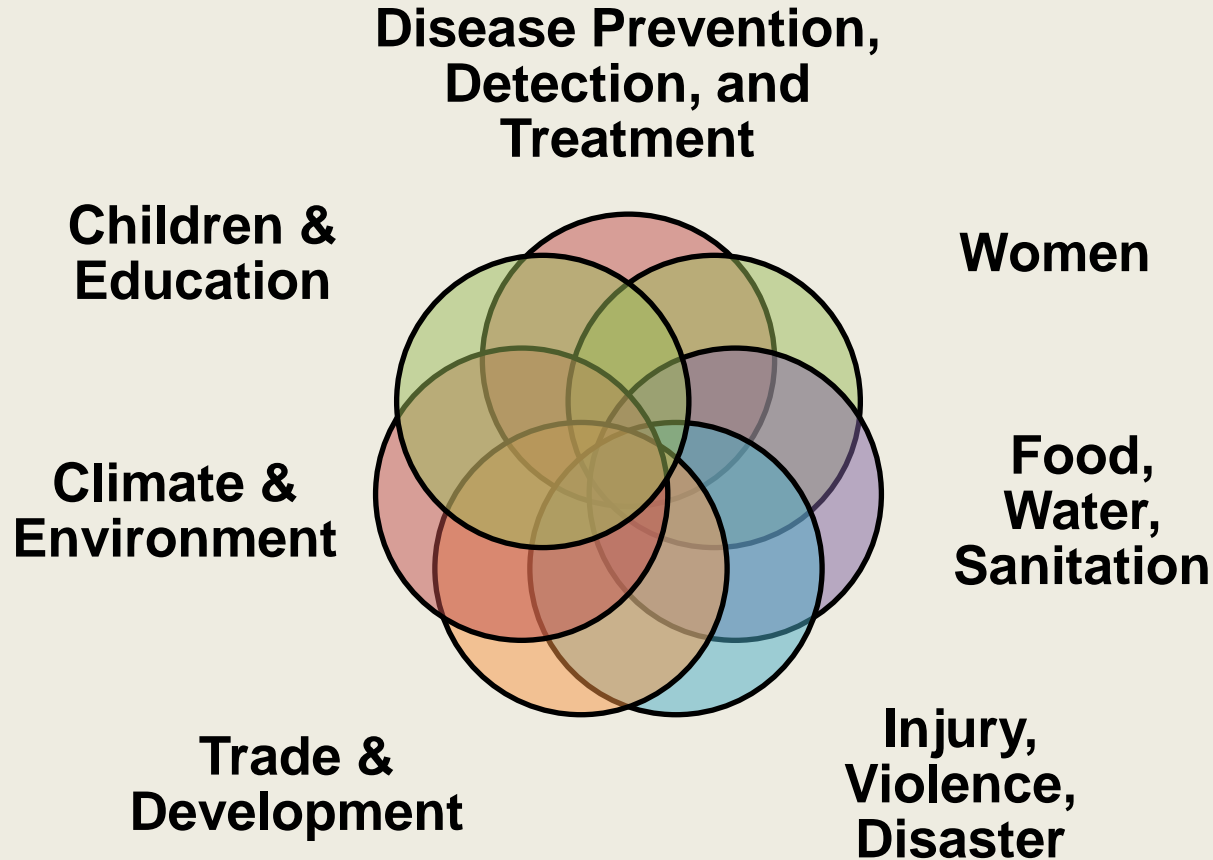 Disease Prevention,
Detection, and
Treatment
Children &
Education
Women
Climate &
Environment
Food,
Water,
Sanitation
Trade &
Development
Injury,
Violence,
Disaster